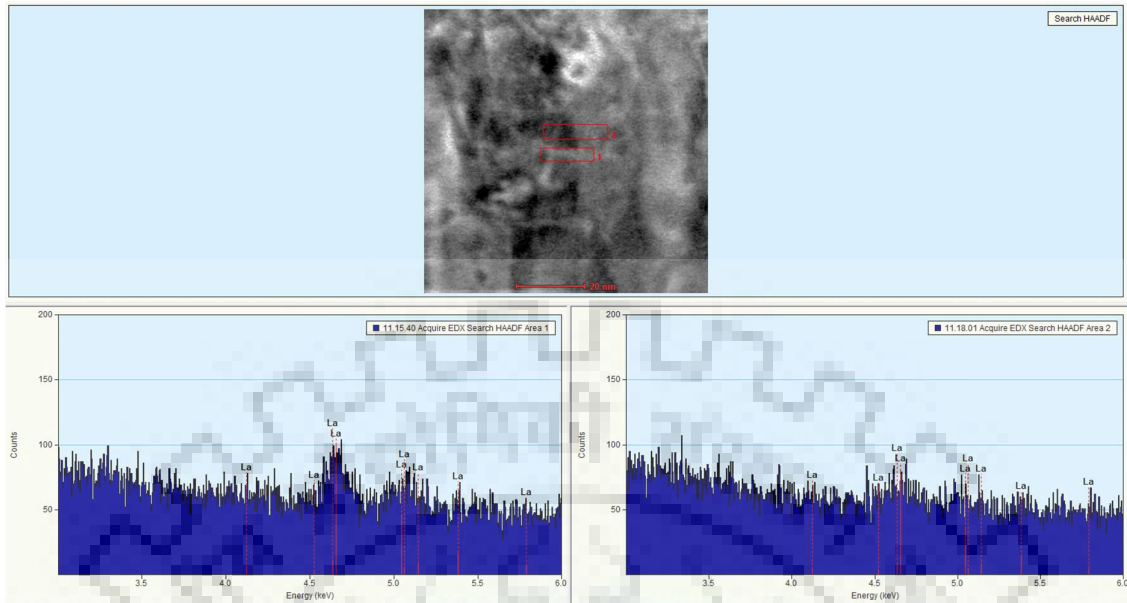 Search HAADF
2
1
20 nm
200
150
100
50
Counts
11.15.40 Acquire EDX Search HAADF Area 1
La
La
La
La
La
La
La
La
La
3.5
4.0
4.5
5.0
5.5
6.0
Energy (keV)
200
150
100
50
Counts
11.18.01 Acquire EDX Search HAADF Area 2
La
La
La
La
La
La
La
La
La
3.5
4.0
4.5
5.0
5.5
6.0
Energy (keV)